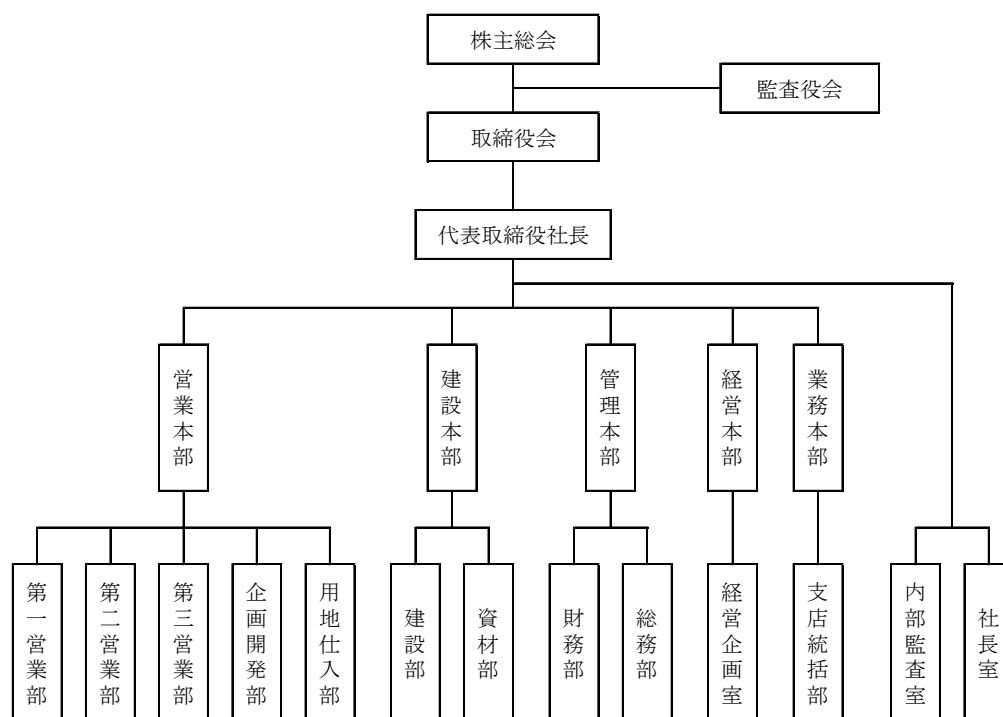 株主総会
監査役会
取締役会
代表取締役社長
営業本部
建設本部
管理本部
経営本部
業務本部
第一営業部
第二営業部
第三営業部
企画開発部
用地仕入部
建設部
資材部
財務部
総務部
経営企画室
支店統括部
内部監査室
社長室